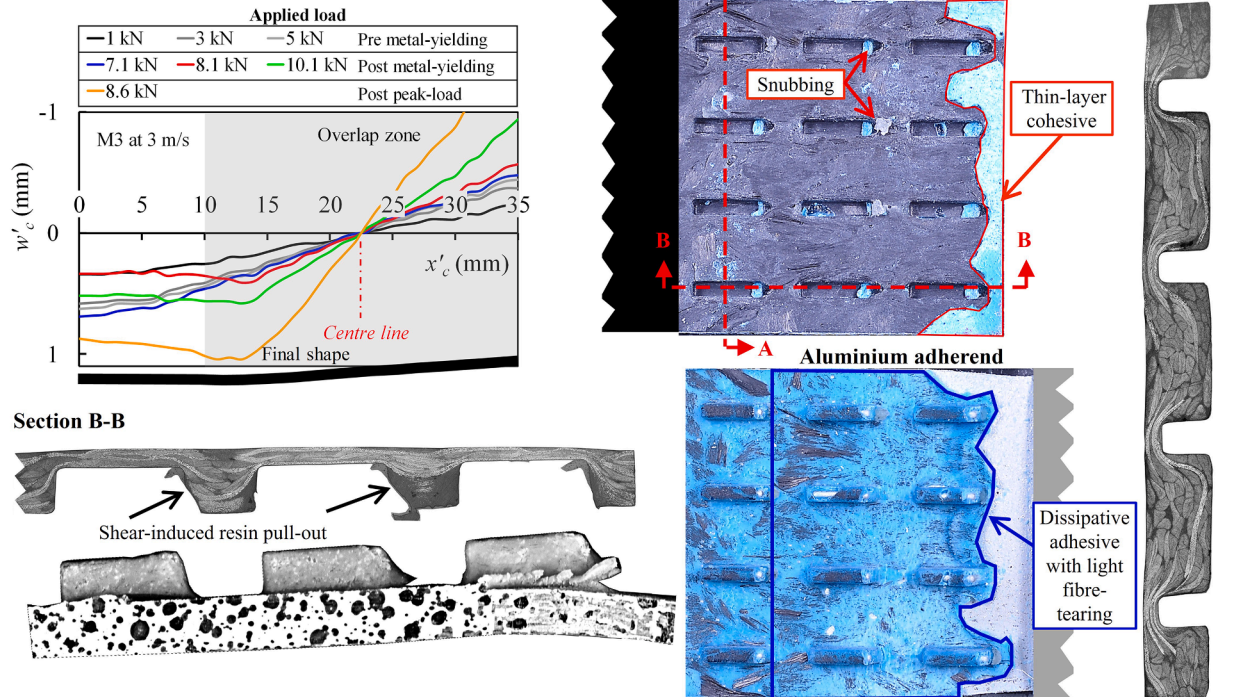 Applied load
1 kN 3 kN 5 kN Pre metal-yielding
7.1 kN 8.1 kN 10.1 kN Post metal-yielding
8.6 kN Post peak-load
-1
M3 at 3 m/s
Overlap zone
0 5 10 15 20 25 30 35
0
w'c (mm)
x'c (mm)
Centre line
Final shape
1
Section B-B
Shear-induced resin pull-out
Snubbing
Thin-layer
cohesive
B B
A
Aluminium adherend
Dissipative
adhesive
with light
fibre-
tearing